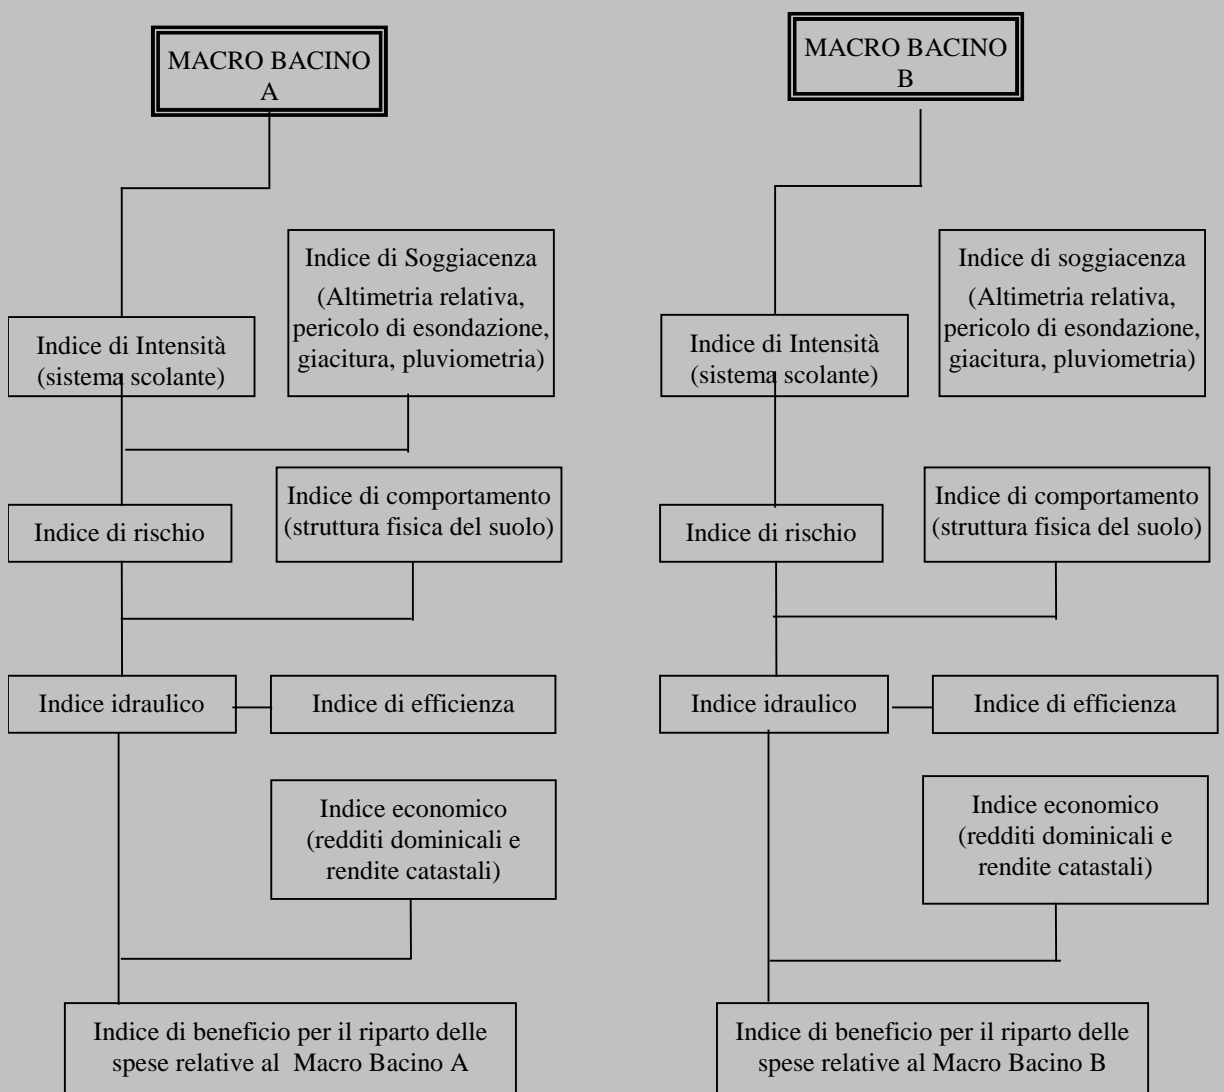 MACRO BACINO
A
Indice di Soggiacenza
(Altimetria relativa,
pericolo di esondazione,
giacitura, pluviometria)
Indice di Intensità
(sistema scolante)
Indice di comportamento
(struttura fisica del suolo)
Indice di rischio
Indice idraulico
Indice di efficienza
Indice economico
(redditi dominicali e
rendite catastali)
Indice di beneficio per il riparto delle
spese relative al Macro Bacino A
MACRO BACINO
B
Indice di soggiacenza
(Altimetria relativa,
pericolo di esondazione,
giacitura, pluviometria)
Indice di Intensità
(sistema scolante)
Indice di comportamento
(struttura fisica del suolo)
Indice di rischio
Indice idraulico
Indice di efficienza
Indice economico
(redditi dominicali e
rendite catastali)
Indice di beneficio per il riparto delle
spese relative al Macro Bacino B